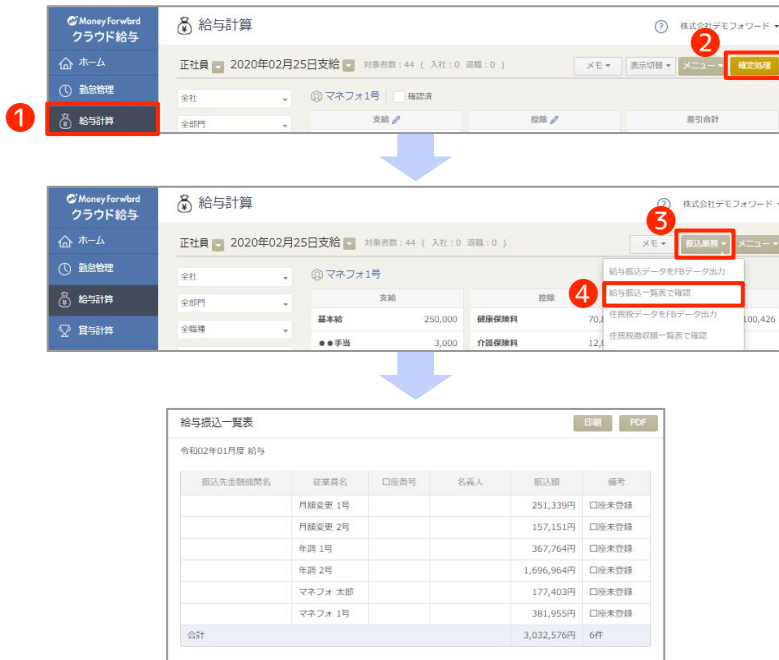 Money Forward
クラウド給与
給与計算
株式会社デモフォワード
2
ホーム
正社員 2020年02月25日支給 対象者数：44 ( 入社：0 退職：0 )
メモ 表示切替 メニュー 確定処理
勤怠管理
全社
マネフォ1号 確認済
1
給与計算
全部門
支給 控除 差引合計
Money Forward
クラウド給与
給与計算
株式会社デモフォワード
3
ホーム
正社員 2020年02月25日支給 対象者数：44 ( 入社：0 退職：0 )
メモ 振込業務 メニュー
勤怠管理
全社
マネフォ1号
給与振込データをFBデータ出力
給与計算
全部門
支給 控除
4
給与振込一覧表で確認
賞与計算
全職種
基本給 250,000 健康保険料 70,
住民税データをFBデータ出力
100,426
●●手当 3,000 介護保険料 12,
住民税徴収額一覧表で確認
給与振込一覧表
印刷 PDF
令和02年01月度 給与
振込先金融機関名 従業員名 口座番号 名義人 振込額 備考
月額変更 1号 251,339円 口座未登録
月額変更 2号 157,151円 口座未登録
年調 1号 367,764円 口座未登録
年調 2号 1,696,964円 口座未登録
マネフォ 太郎 177,403円 口座未登録
マネフォ 1号 381,955円 口座未登録
合計 3,032,576円 6件